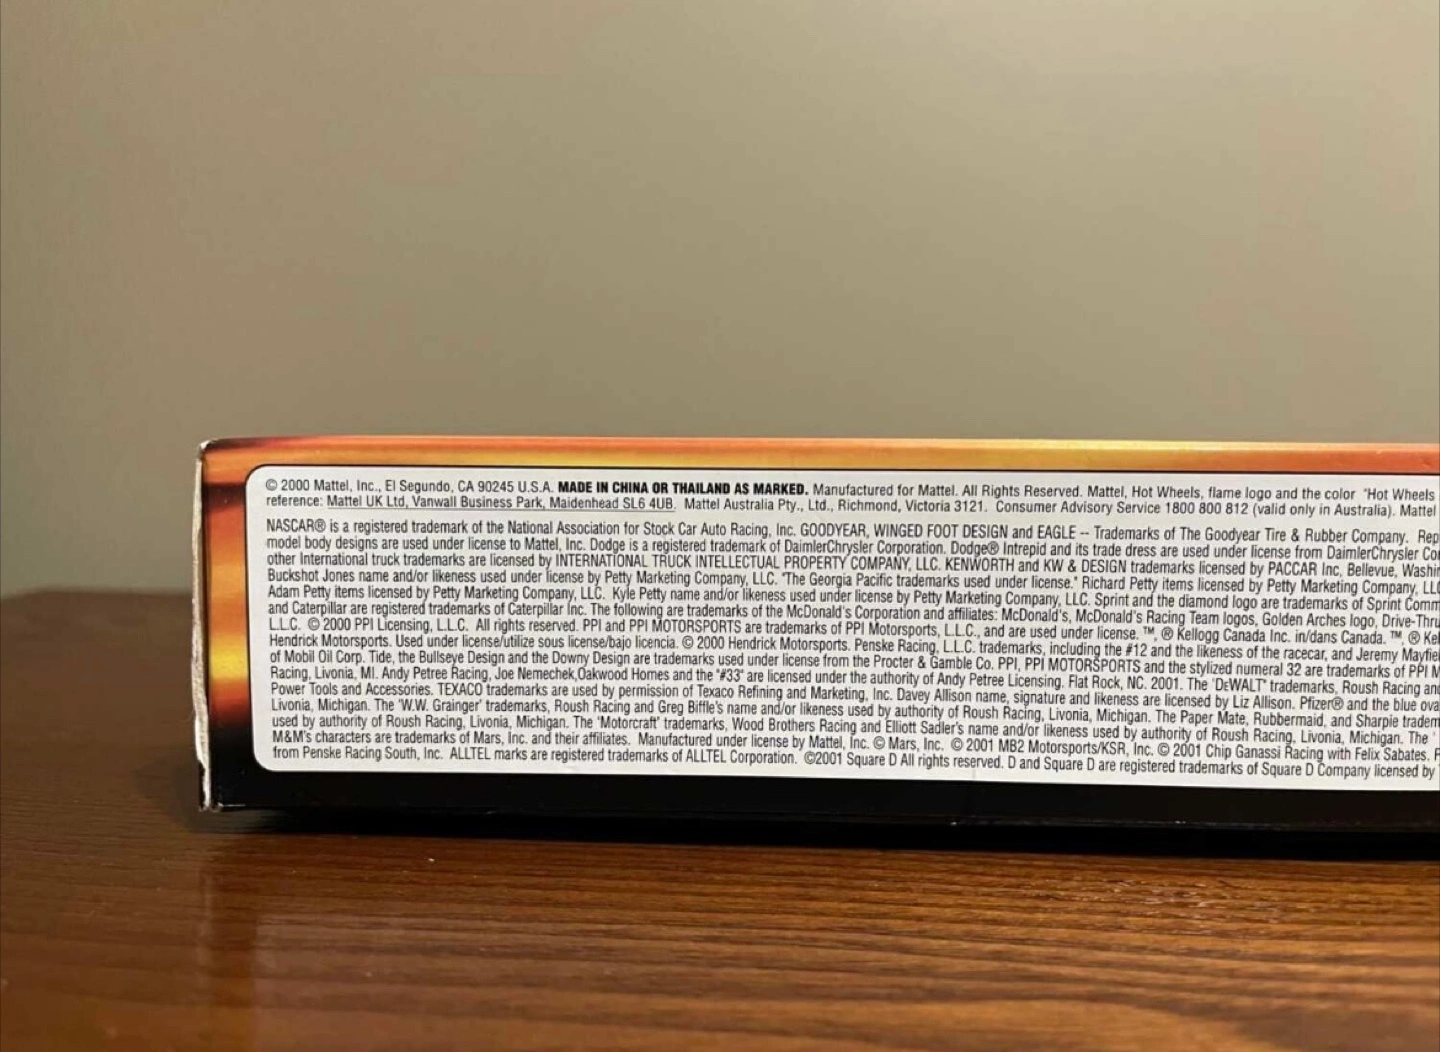 © 2000 Mattel, Inc., El Segundo, CA 90245 U.S.A. MADE IN CHINA OR THAILAND AS MARKED. Manufactured for Mattel. All Rights Reserved. Mattel, Hot Wheels, flame logo and the color "Hot Wheels
reference: Mattel UK Ltd, Vanwall Business Park, Maidenhead SL6 4UB. Mattel Australia Pty., Ltd., Richmond, Victoria 3121. Consumer Advisory Service 1800 800 812 (valid only in Australia). Mattel
NASCAR® is a registered trademark of the National Association for Stock Car Auto Racing, Inc. GOODYEAR, WINGED FOOT DESIGN and EAGLE -- Trademarks of The Goodyear Tire & Rubber Company. Rep
model body designs are used under license to Mattel, Inc. Dodge is a registered trademark of DaimlerChrysler Corporation. Dodge® Intrepid and its trade dress are used under license from DaimlerChrysler Co
other International truck trademarks are licensed by INTERNATIONAL TRUCK INTELLECTUAL PROPERTY COMPANY, LLC. KENWORTH and KW & DESIGN trademarks licensed by PACCAR Inc, Bellevue, Washi
Buckshot Jones name and/or likeness used under license by Petty Marketing Company, LLC. "The Georgia Pacific trademarks used under license." Richard Petty items licensed by Petty Marketing Company, LLC
Adam Petty items licensed by Petty Marketing Company, LLC. Kyle Petty name and/or likeness used under license by Petty Marketing Company, LLC. Sprint and the diamond logo are trademarks of Sprint Comm
and Caterpillar are registered trademarks of Caterpillar Inc. The following are trademarks of the McDonald's Corporation and affiliates: McDonald's, McDonald's Racing Team logos, Golden Arches logo, Drive-Thru
L.L.C. © 2000 PPI Licensing, L.L.C. All rights reserved. PPI and PPI MOTORSPORTS are trademarks of PPI Motorsports, L.L.C., and are used under license. ™, ® Kellogg Canada Inc. in/dans Canada. ™, ® Kel
Hendrick Motorsports. Used under license/utilize sous license/bajo licencia. © 2000 Hendrick Motorsports. Penske Racing, L.L.C. trademarks, including the #12 and the likeness of the racecar, and Jeremy Mayfie
of Mobil Oil Corp. Tide, the Bullseye Design and the Downy Design are trademarks used under license from the Procter & Gamble Co. PPI, PPI MOTORSPORTS and the stylized numeral 32 are trademarks of PPI M
Racing, Livonia, MI. Andy Petree Racing, Joe Nemechek,Oakwood Homes and the "#33" are licensed under the authority of Andy Petree Licensing. Flat Rock, NC. 2001. The 'DEWALT' trademarks, Roush Racing and
Power Tools and Accessories. TEXACO trademarks are used by permission of Texaco Refining and Marketing, Inc. Davey Allison name, signature and likeness are licensed by Liz Allison. Pfizer® and the blue ova
Livonia, Michigan. The 'W.W. Grainger' trademarks, Roush Racing and Greg Biffle's name and/or likeness used by authority of Roush Racing, Livonia, Michigan. The Paper Mate, Rubbermaid, and Sharpie tradem
used by authority of Roush Racing, Livonia, Michigan. The 'Motorcraft' trademarks, Wood Brothers Racing and Elliott Sadler's name and/or likeness used by authority of Roush Racing, Livonia, Michigan. The '
M&M's characters are trademarks of Mars, Inc. and their affiliates. Manufactured under license by Mattel, Inc. © Mars, Inc. © 2001 MB2 Motorsports/KSR, Inc. © 2001 Chip Ganassi Racing with Felix Sabates.
from Penske Racing South, Inc. ALLTEL marks are registered trademarks of ALLTEL Corporation. ©2001 Square D All rights reserved. D and Square D are registered trademarks of Square D Company licensed by